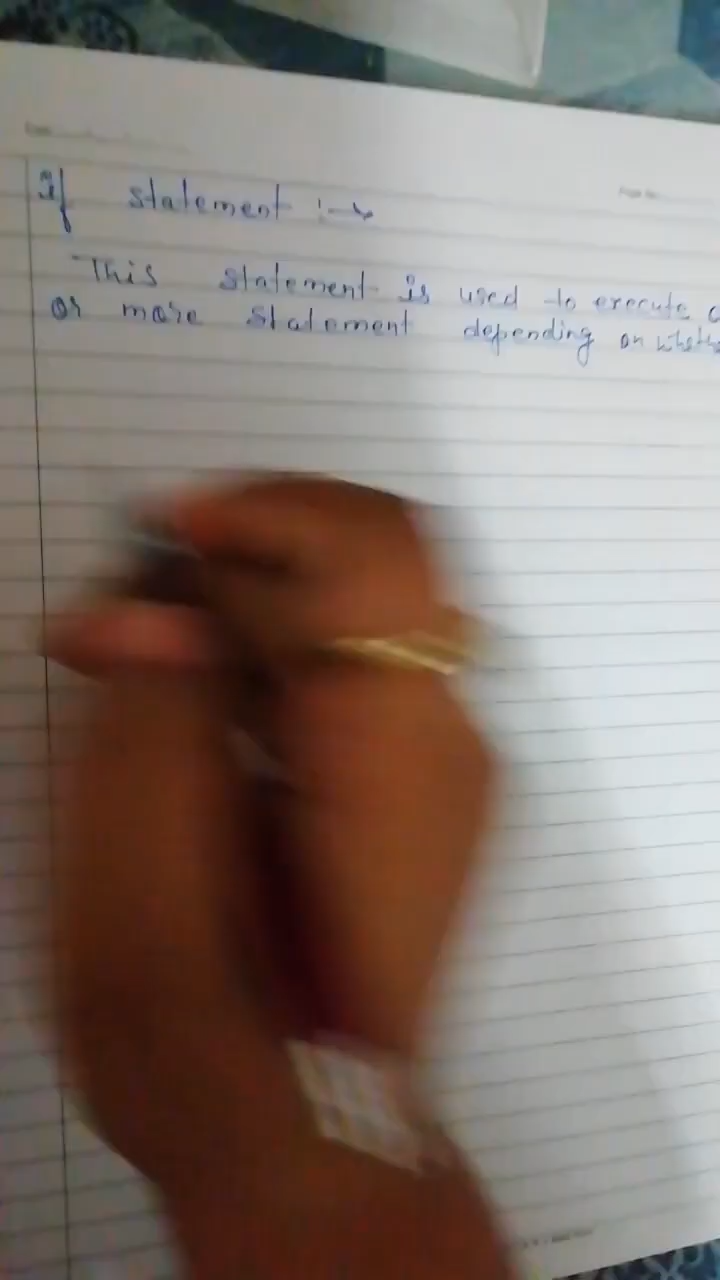 If statement :→
This statement is used to execute
or more statement depending on